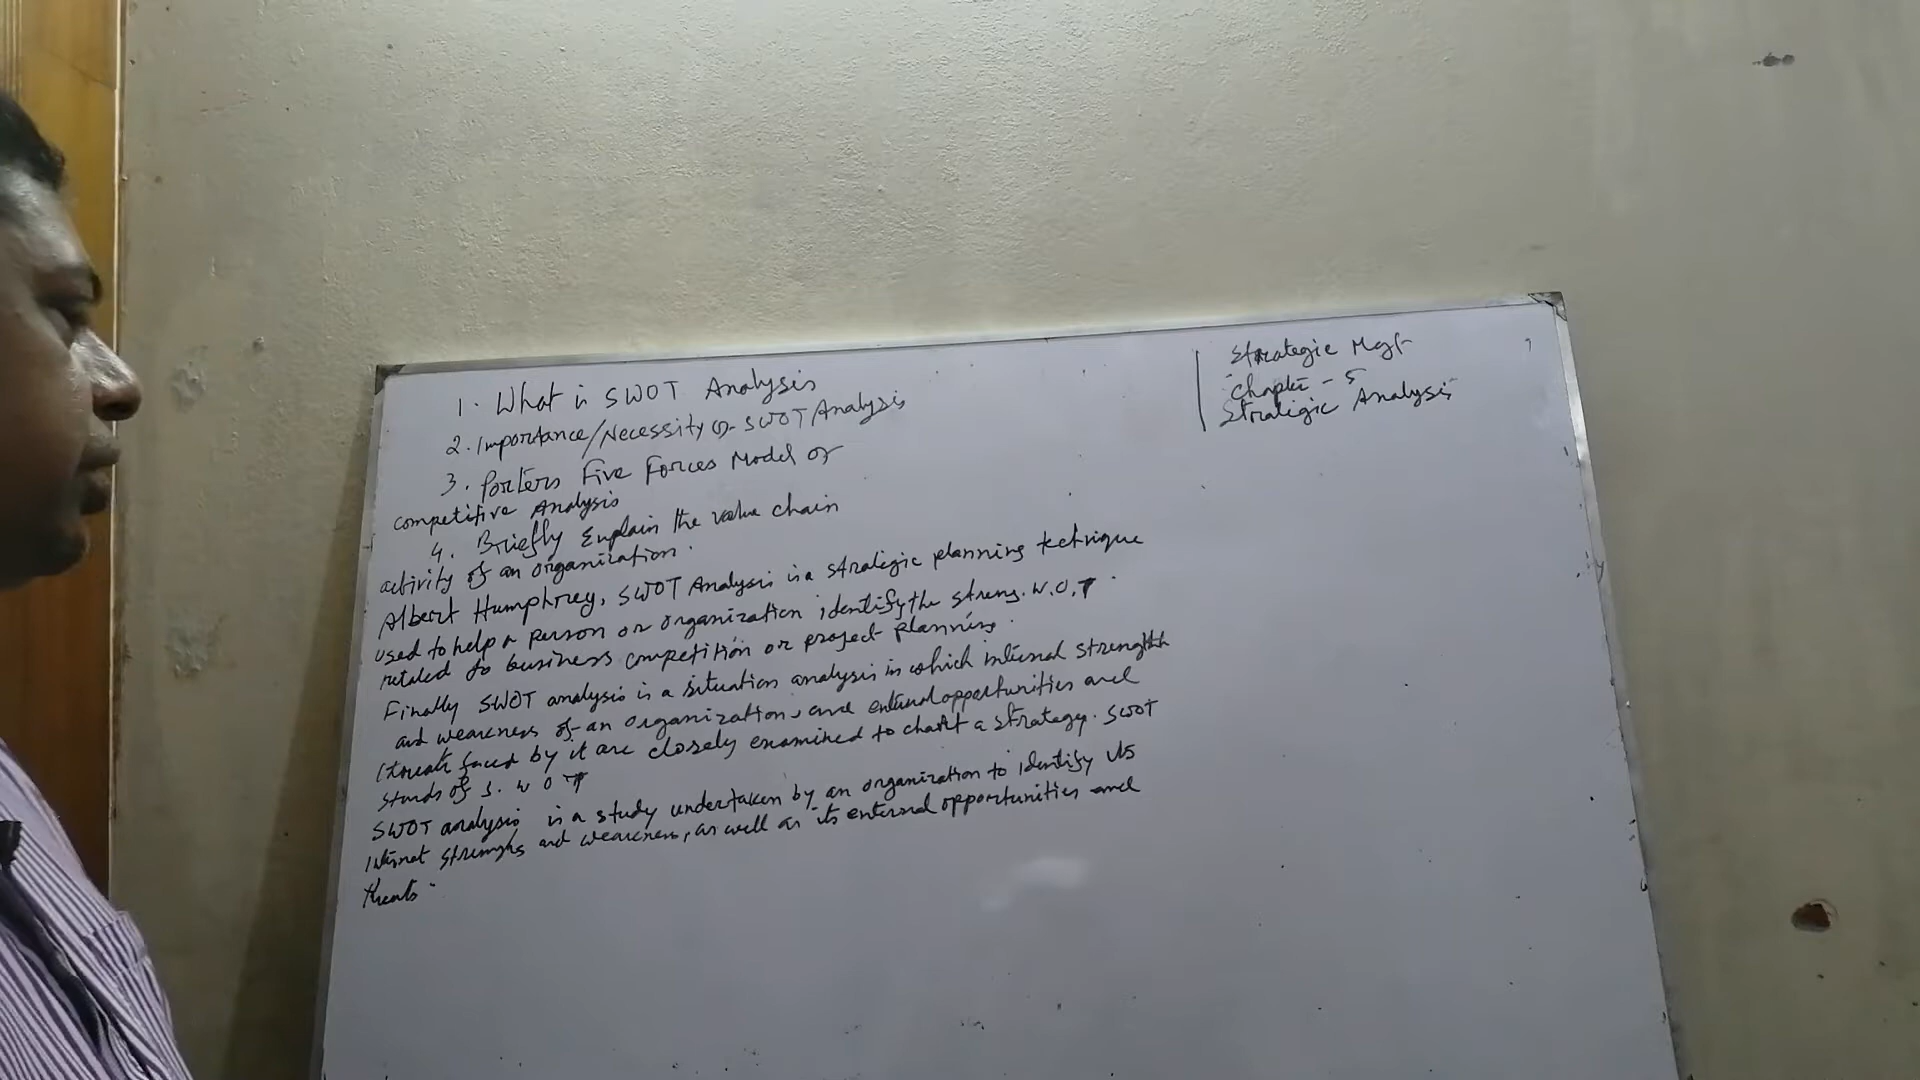 1. What is SWOT Analysis
2. Importance/Necessity of SWOT Analysis
3. Porters Five Forces Model of
competitive Analysis
4. Briefly Explain the value chain
activity of an organization.
Albert Humphrey, SWOT Analysis is a strategic planning technique
used to help a person or organization identify the streng. W.O.T.
related to business competition or project planning.
Finally SWOT analysis is a situation analysis in which internal strength
and weakness of an organization, and external opportunities and
threats faced by it are closely examined to chart a strategy. SWOT
stands of S. W O T
SWOT analysis is a study undertaken by an organization to identify its
internal strengths and weakness, as well as its external opportunities and
threats.
Strategic Mgt
chapter - 5
Strategic Analysis